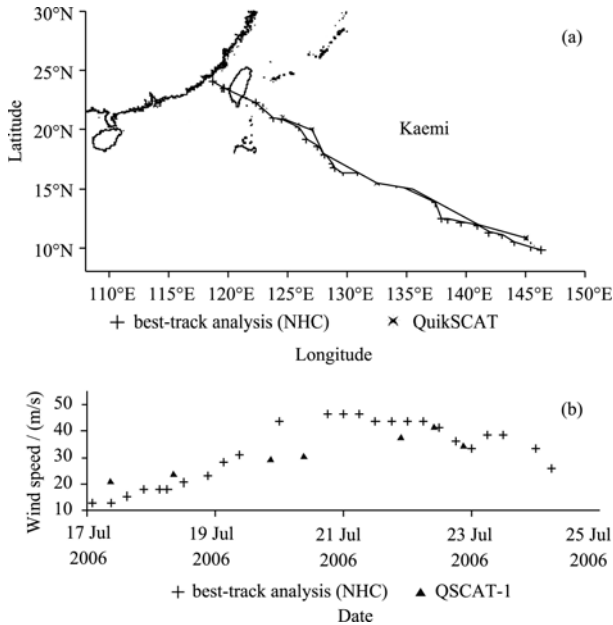 30°N
(a)
25°N
20°N
Kaemi
15°N
10°N
Latitude
110°E 115°E 120°E 125°E 130°E 135°E 140°E 145°E 150°E
best-track analysis (NHC) QuikSCAT
Longitude
(b)
50
40
30
20
10
Wind speed / (m/s)
17 Jul 19 Jul 21 Jul 23 Jul 25 Jul
2006 2006 2006 2006 2006
best-track analysis (NHC) QSCAT-1
Date